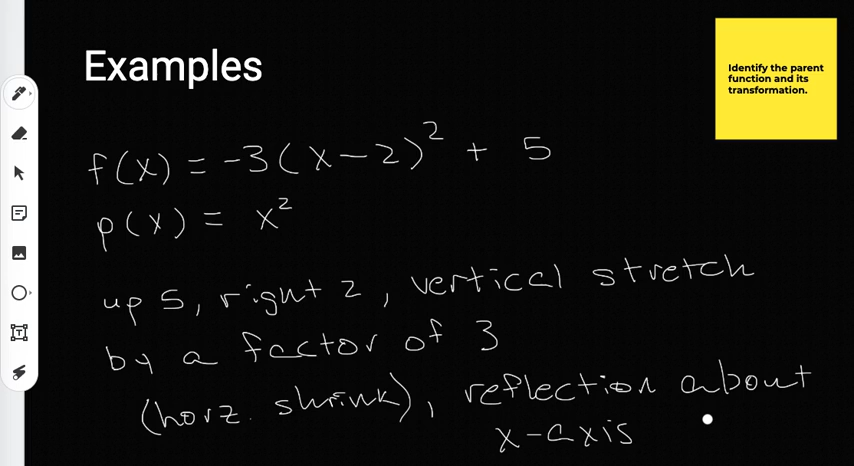 Examples
Identify the parent
function and its
transformation.
f(x) = -3(x-2)² + 5
p(x) = x²
up 5, right 2, vertical stretch
by a factor of 3
(horz. shrink), reflection about
x-axis